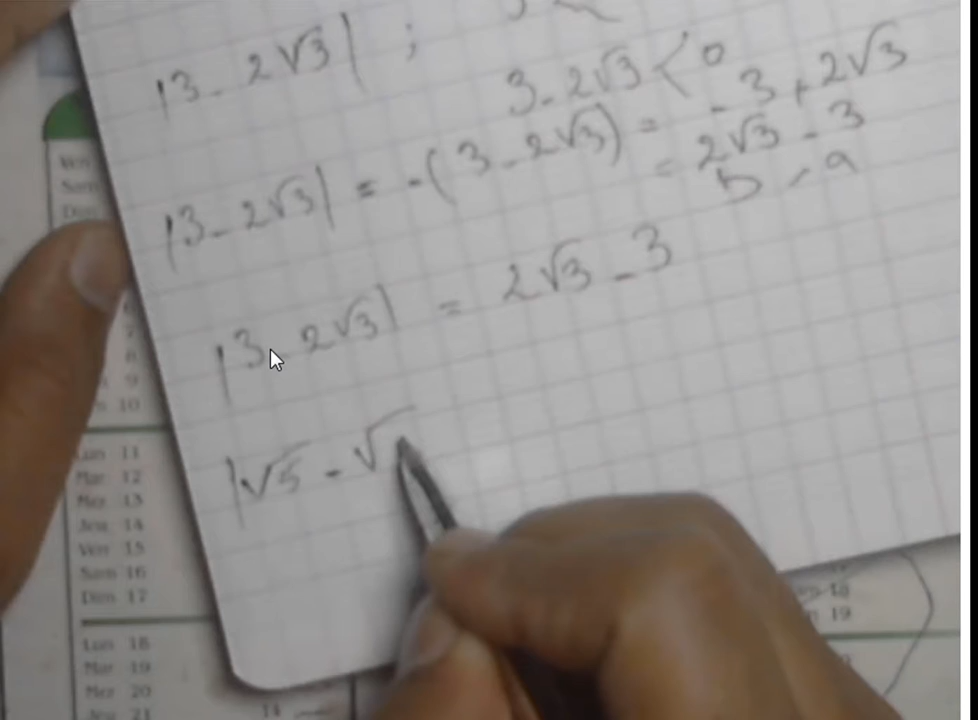 |3 - 2√3| ;
3 - 2√3 < 0
|3 - 2√3| = -(3 - 2√3) = -3 + 2√3
= 2√3 - 3
b - a
|3 - 2√3| = 2√3 - 3
|√5 - √
Lun 11
Mar 12
Mer 13
Jeu 14
Ven 15
Sam 16
Dim 17
Lun 18
Mar 19
Mer 20
Jeu 21